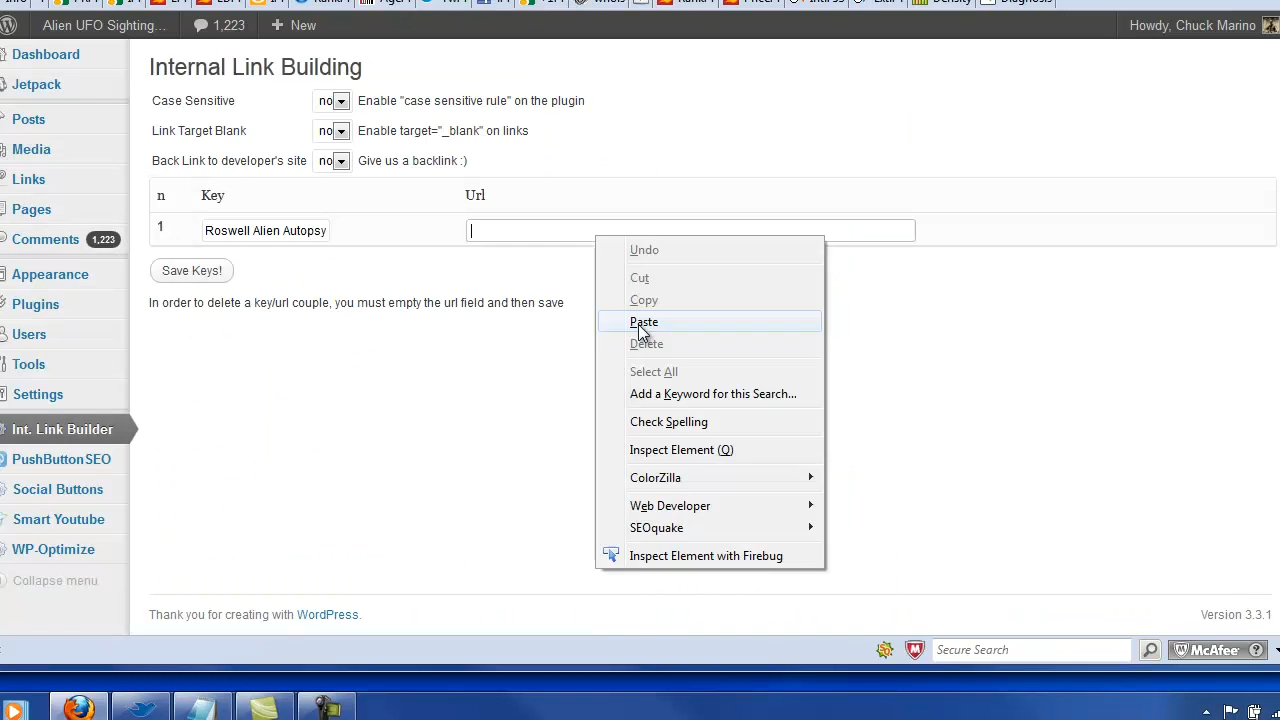 Alien UFO Sighting... 1,223 New Howdy, Chuck Marino
Dashboard
Jetpack
Posts
Media
Links
Pages
Comments 1,223
Appearance
Plugins
Users
Tools
Settings
Int. Link Builder
PushButtonSEO
Social Buttons
Smart Youtube
WP-Optimize
Collapse menu
Internal Link Building
Case Sensitive no Enable "case sensitive rule" on the plugin
Link Target Blank no Enable target="_blank" on links
Back Link to developer's site no Give us a backlink :)
n Key Url
1 Roswell Alien Autopsy
Save Keys!
In order to delete a key/url couple, you must empty the url field and then save
Undo
Cut
Copy
Paste
Delete
Select All
Add a Keyword for this Search...
Check Spelling
Inspect Element (Q)
ColorZilla
Web Developer
SEOquake
Inspect Element with Firebug
Thank you for creating with WordPress. Version 3.3.1
Secure Search McAfee